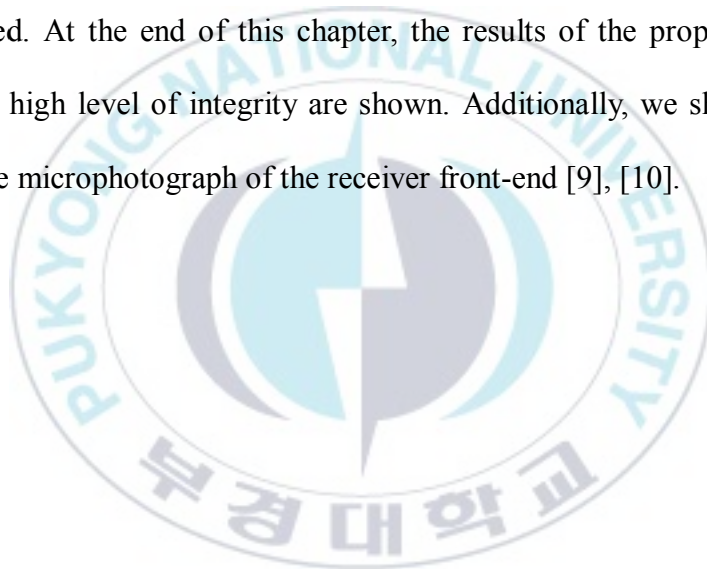 ed. At the end of this chapter, the results of the prop
high level of integrity are shown. Additionally, we sh
e microphotograph of the receiver front-end [9], [10].
PUKYONG NATIONAL UNIVERSITY
부경대학교